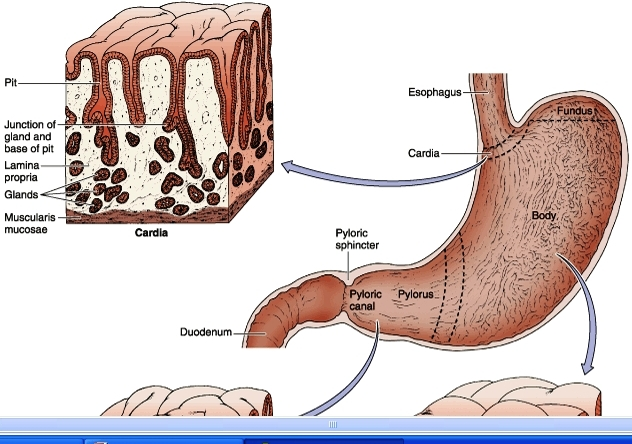 Pit
Junction of
gland and
base of pit
Lamina
propria
Glands
Muscularis
mucosae
Cardia
Esophagus
Fundus
Cardia
Body
Pyloric
sphincter
Pyloric
canal
Pylorus
Duodenum